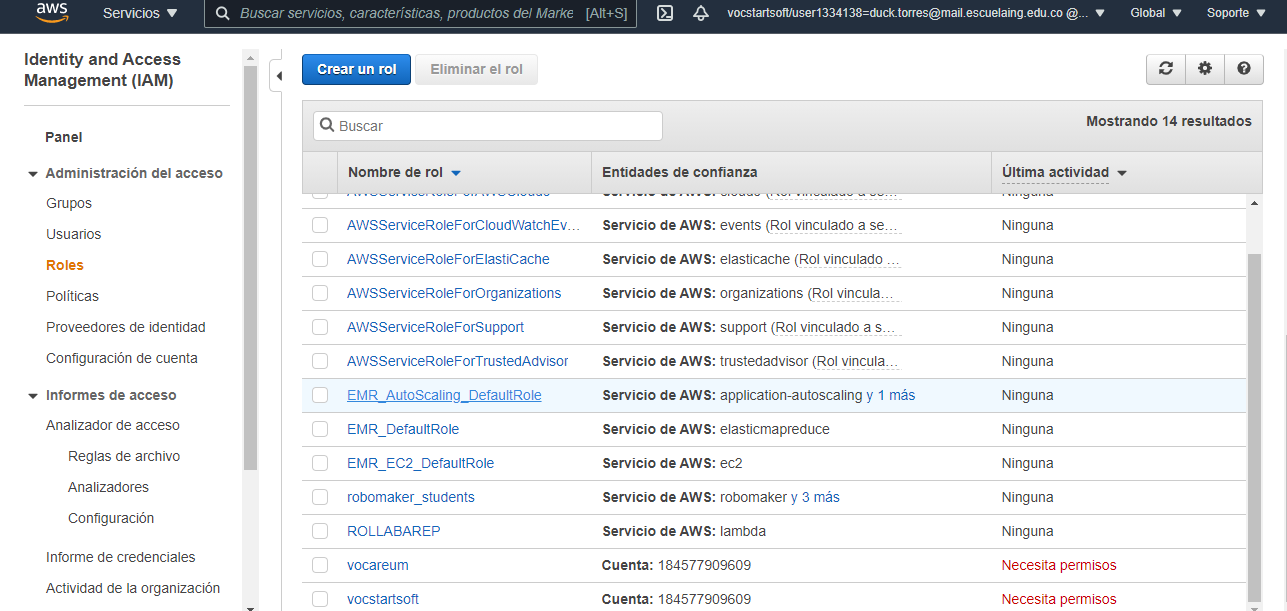 aws Servicios Buscar servicios, características, productos del Marke [Alt+S] vocstartsoft/user1334138=duck.torres@mail.escuelaing.edu.co @... Global Soporte
Identity and Access
Management (IAM)
Panel
Administración del acceso
Grupos
Usuarios
Roles
Políticas
Proveedores de identidad
Configuración de cuenta
Informes de acceso
Analizador de acceso
Reglas de archivo
Analizadores
Configuración
Informe de credenciales
Actividad de la organización
Crear un rol Eliminar el rol
Buscar
Mostrando 14 resultados
Nombre de rol Entidades de confianza Última actividad
AWSServiceRoleForCloudWatchEv... Servicio de AWS: events (Rol vinculado a se... Ninguna
AWSServiceRoleForElastiCache Servicio de AWS: elasticache (Rol vinculado ... Ninguna
AWSServiceRoleForOrganizations Servicio de AWS: organizations (Rol vincula... Ninguna
AWSServiceRoleForSupport Servicio de AWS: support (Rol vinculado a s... Ninguna
AWSServiceRoleForTrustedAdvisor Servicio de AWS: trustedadvisor (Rol vincula... Ninguna
EMR_AutoScaling_DefaultRole Servicio de AWS: application-autoscaling y 1 más Ninguna
EMR_DefaultRole Servicio de AWS: elasticmapreduce Ninguna
EMR_EC2_DefaultRole Servicio de AWS: ec2 Ninguna
robomaker_students Servicio de AWS: robomaker y 3 más Ninguna
ROLLABAREP Servicio de AWS: lambda Ninguna
vocareum Cuenta: 184577909609 Necesita permisos
vocstartsoft Cuenta: 184577909609 Necesita permisos